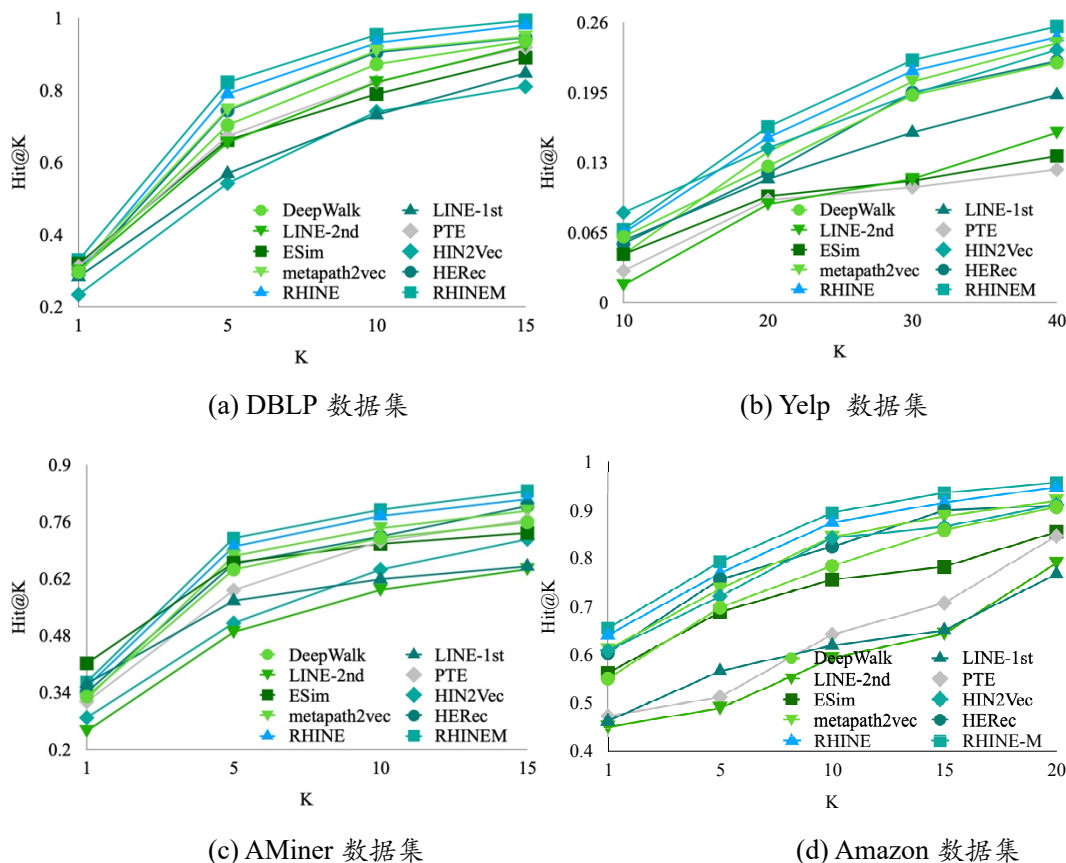 1
0.8
0.6
0.4
0.2
Hit@K
1 5 10 15
K
DeepWalk LINE-1st
LINE-2nd PTE
ESim HIN2Vec
metapath2vec HERec
RHINE RHINEM
(a) DBLP 数据集
0.26
0.195
0.13
0.065
0
Hit@K
10 20 30 40
K
DeepWalk LINE-1st
LINE-2nd PTE
ESim HIN2Vec
metapath2vec HERec
RHINE RHINEM
(b) Yelp 数据集
0.9
0.76
0.62
0.48
0.34
0.2
Hit@K
1 5 10 15
K
DeepWalk LINE-1st
LINE-2nd PTE
ESim HIN2Vec
metapath2vec HERec
RHINE RHINEM
(c) AMiner 数据集
1
0.9
0.8
0.7
0.6
0.5
0.4
Hit@K
1 5 10 15 20
K
DeepWalk LINE-1st
LINE-2nd PTE
ESim HIN2Vec
metapath2vec HERec
RHINE RHINE-M
(d) Amazon 数据集